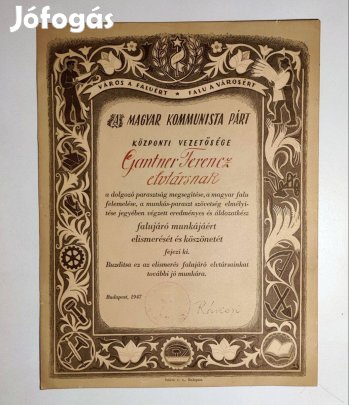 Jófogás
VÁROS A FALUÉRT ★ FALU A VÁROSÉRT
A MAGYAR KOMMUNISTA PÁRT
KÖZPONTI VEZETŐSÉGE
Gantner Ferencz
elvtársnak
a dolgozó parasztság megsegítése, a magyar falu
felemelése, a munkás-paraszt szövetség elmélyí-
tése jegyében végzett eredményes és áldozatkész
falujáró munkájáért
elismerését és köszönetét
fejezi ki.
Buzdítsa ez az elismerés falujáró elvtársainkat
további jó munkára.
Budapest, 1947